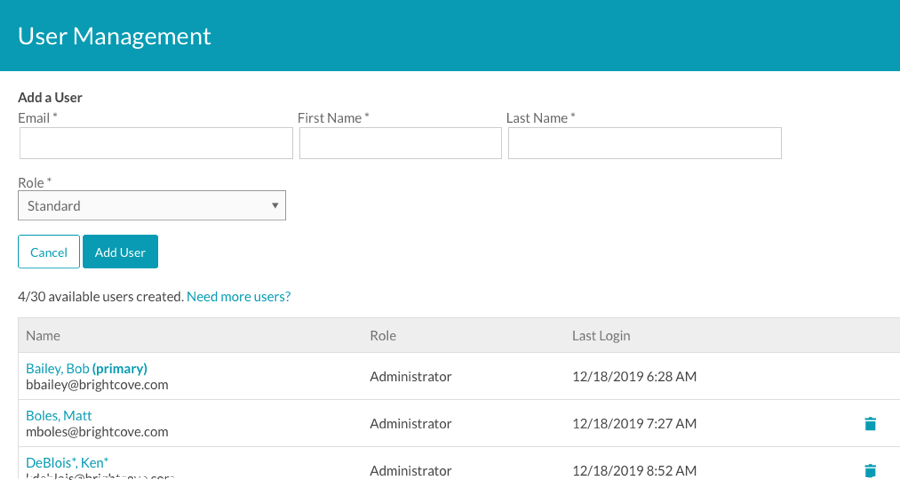 User Management
Add a User
Email * First Name * Last Name *
Role *
Standard
Cancel Add User
4/30 available users created. Need more users?
Name Role Last Login
Bailey, Bob (primary)
bbailey@brightcove.com
Administrator 12/18/2019 6:28 AM
Boles, Matt
mboles@brightcove.com
Administrator 12/18/2019 7:27 AM
DeBlois*, Ken*
Administrator 12/18/2019 8:52 AM